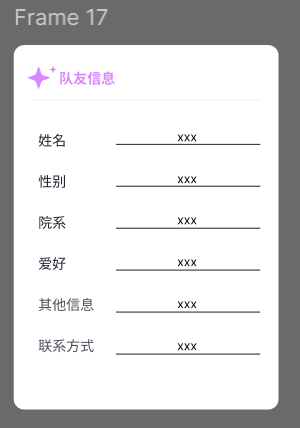 Frame 17
队友信息
姓名 xxx
性别 xxx
院系 xxx
爱好 xxx
其他信息 xxx
联系方式 xxx